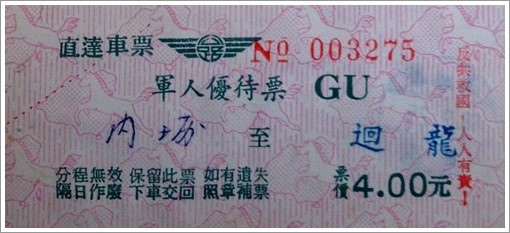 直達車票 Nº 003275
軍人優待票 GU
內坜 至 迴龍
分程無效 保留此票 如有遺失
隔日作廢 下車交回 照章補票
票價 4.00元
反共救國！人人有責！